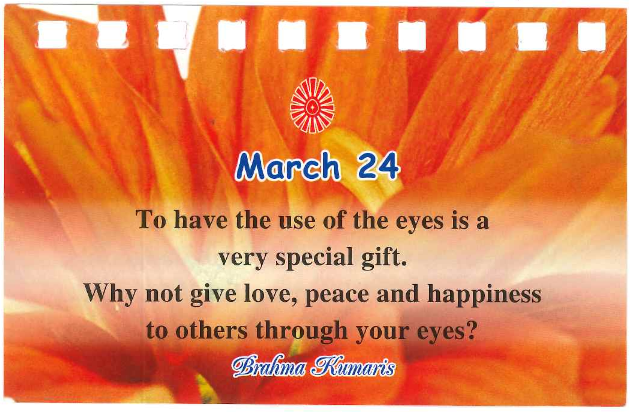 March 24
To have the use of the eyes is a
very special gift.
Why not give love, peace and happiness
to others through your eyes?
Brahma Kumaris